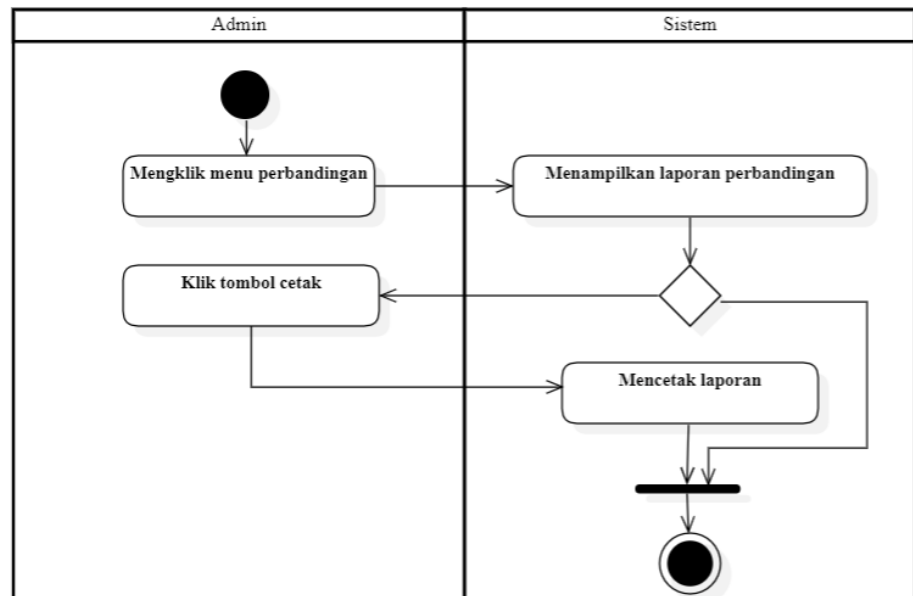 Admin
Sistem
Mengklik menu perbandingan
Menampilkan laporan perbandingan
Klik tombol cetak
Mencetak laporan